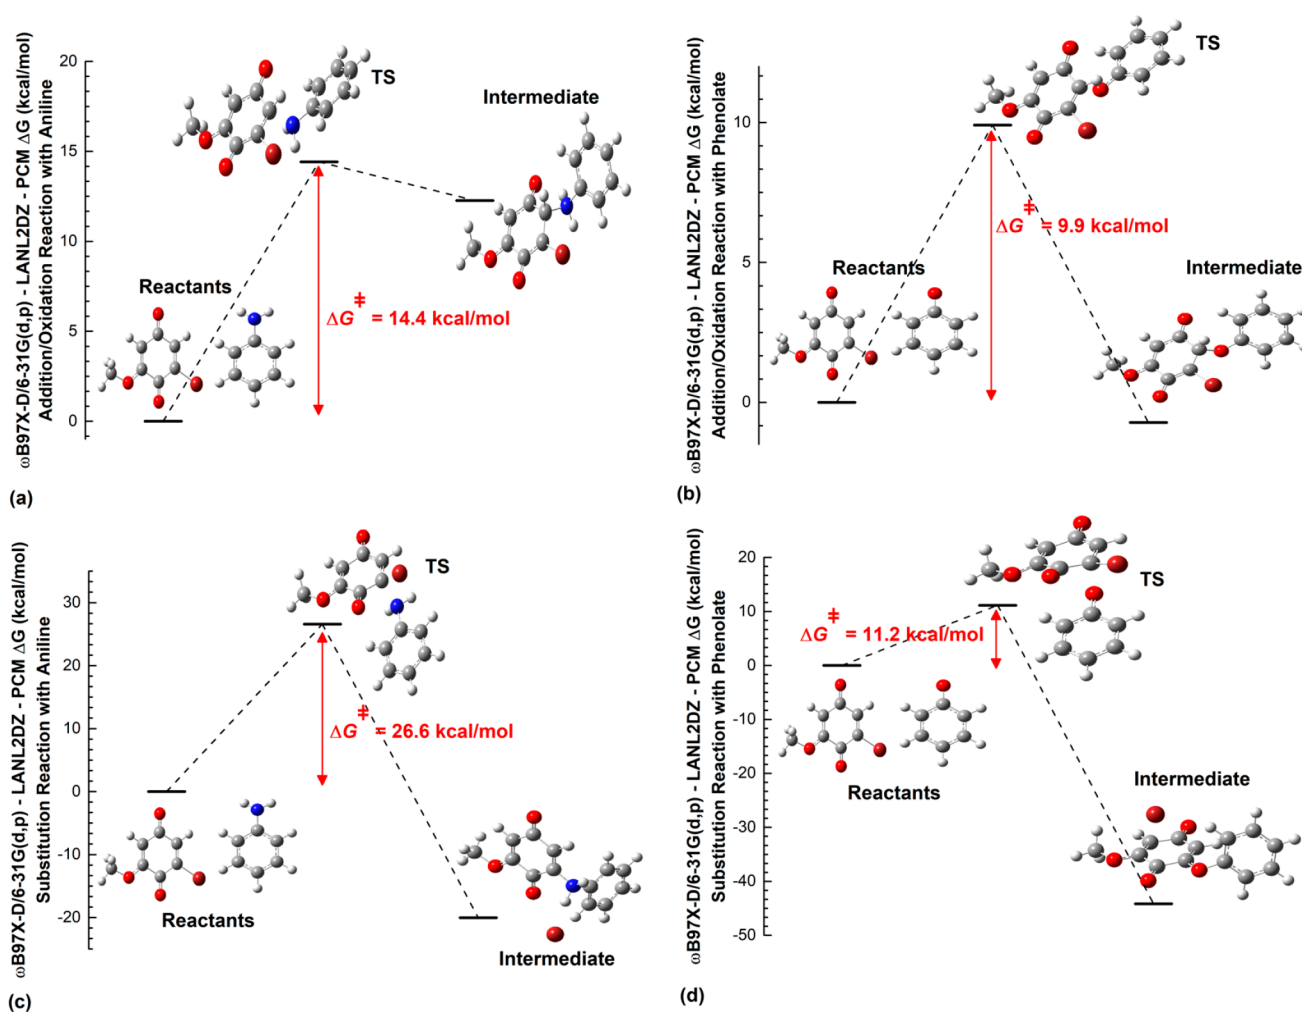 ωB97X-D/6-31G(d,p) - LANL2DZ - PCM ΔG (kcal/mol)
Addition/Oxidation Reaction with Aniline
20
15
10
5
0
TS
Intermediate
Reactants
ΔG‡ = 14.4 kcal/mol
(a)
ωB97X-D/6-31G(d,p) - LANL2DZ - PCM ΔG (kcal/mol)
Addition/Oxidation Reaction with Phenolate
10
5
0
TS
ΔG‡ = 9.9 kcal/mol
Reactants
Intermediate
(b)
ωB97X-D/6-31G(d,p) - LANL2DZ - PCM ΔG (kcal/mol)
Substitution Reaction with Aniline
30
20
10
0
-10
-20
TS
ΔG‡ = 26.6 kcal/mol
Reactants
Intermediate
(c)
ωB97X-D/6-31G(d,p) - LANL2DZ - PCM ΔG (kcal/mol)
Substitution Reaction with Phenolate
20
10
0
-10
-20
-30
-40
-50
TS
ΔG‡ = 11.2 kcal/mol
Reactants
Intermediate
(d)